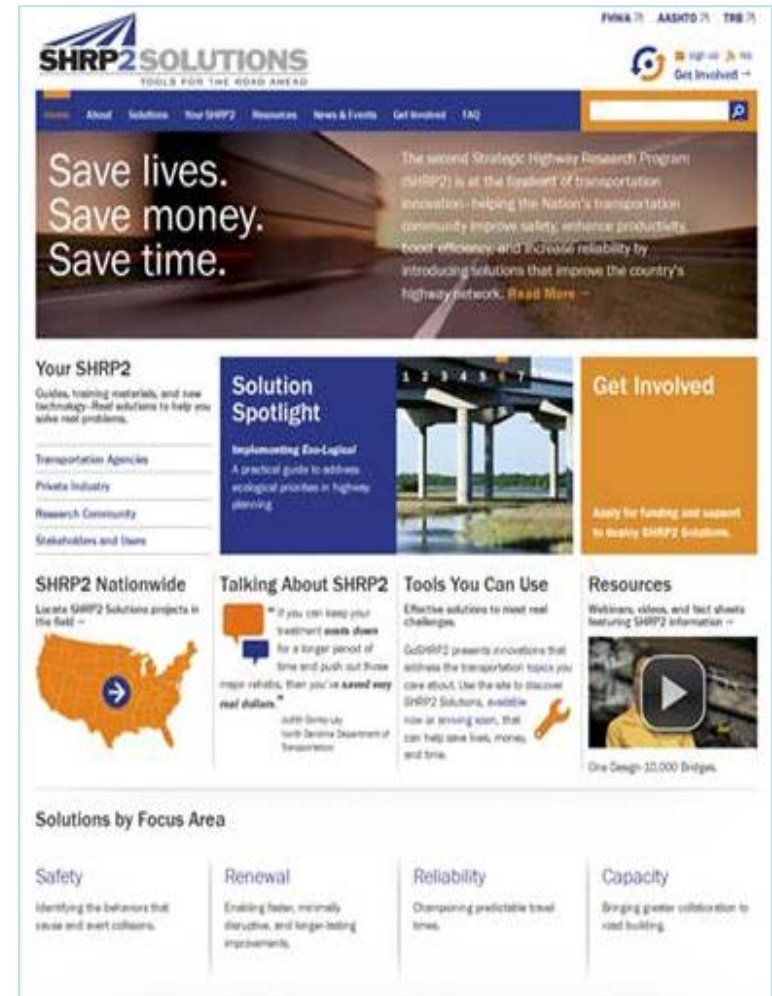 FHWA AASHTO TRB
SHRP2 SOLUTIONS
TOOLS FOR THE ROAD AHEAD
Sign up
Get Involved →
Home About Solutions Your SHRP2 Resources News & Events Get Involved FAQ
Save lives.
Save money.
Save time.
The second Strategic Highway Research Program
(SHRP2) is at the forefront of transportation
innovation–helping the Nation's transportation
community improve safety, enhance productivity,
boost efficiency, and increase reliability by
introducing solutions that improve the country's
highway network. Read More →
Your SHRP2
Guides, training materials, and new
technology–Real solutions to help you
solve real problems.
Transportation Agencies
Private Industry
Research Community
Stakeholders and Users
Solution
Spotlight
Implementing Eco-Logical
A practical guide to address
ecological priorities in highway
planning
1 2 3 4 5 6 7
Get Involved
Apply for funding and support
to deploy SHRP2 Solutions.
SHRP2 Nationwide
Locate SHRP2 Solutions projects in
the field →
Talking About SHRP2
" If you can keep your
treatment costs down
for a longer period of
time and push out those
major rehabs, then you've saved very
real dollars."
North Carolina Department of
Transportation
Tools You Can Use
Effective solutions to meet real
challenges.
GoSHRP2 presents innovations that
address the transportation topics you
care about. Use the site to discover
SHRP2 Solutions, available
now or arriving soon, that
can help save lives, money,
and time.
Resources
Webinars, videos, and fact sheets
featuring SHRP2 information →
One Design 10,000 Bridges.
Solutions by Focus Area
Safety
Identifying the behaviors that
cause and avert collisions.
Renewal
Enabling faster, minimally
disruptive, and longer-lasting
improvements.
Reliability
Championing predictable travel
times.
Capacity
Bringing greater collaboration to
road building.